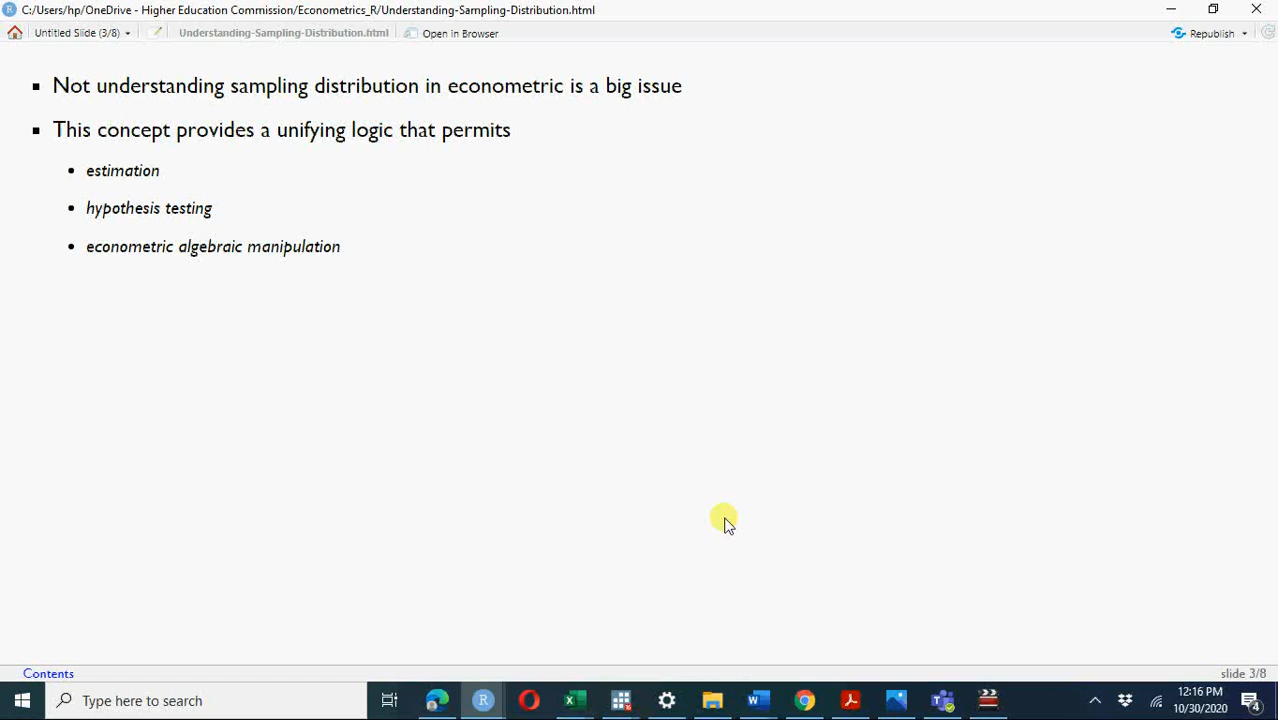 C:/Users/hp/OneDrive - Higher Education Commission/Econometrics_R/Understanding-Sampling-Distribution.html
Untitled Slide (3/8) Understanding-Sampling-Distribution.html Open in Browser Republish
Not understanding sampling distribution in econometric is a big issue
This concept provides a unifying logic that permits
estimation
hypothesis testing
econometric algebraic manipulation
Contents slide 3/8
Type here to search
12:16 PM
10/30/2020
4